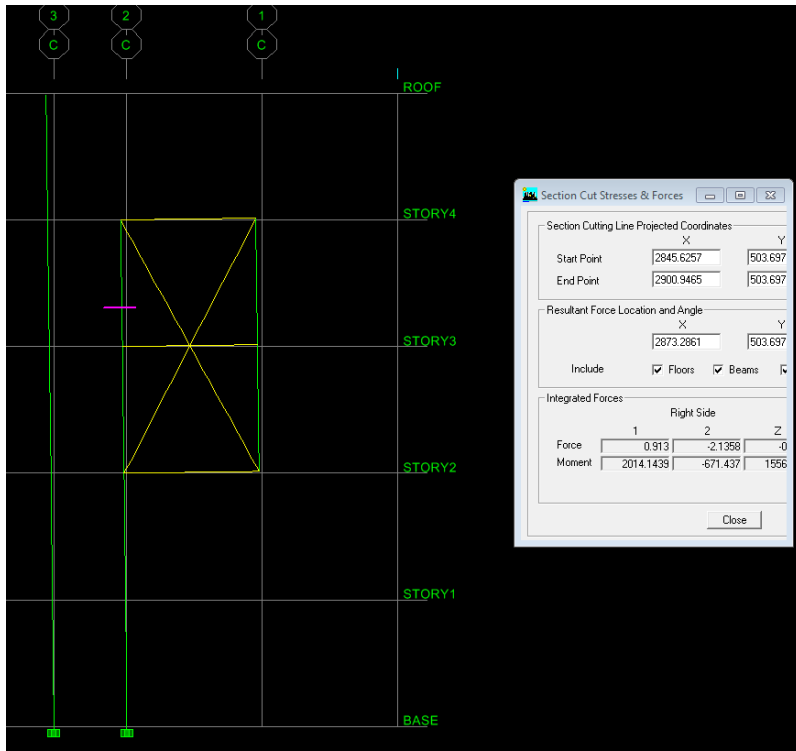 3 2 1
C C C
ROOF
STORY4
STORY3
STORY2
STORY1
BASE
Section Cut Stresses & Forces
Section Cutting Line Projected Coordinates
X Y
Start Point 2845.6257 503.697
End Point 2900.9465 503.697
Resultant Force Location and Angle
X Y
2873.2861 503.697
Include Floors Beams
Integrated Forces
Right Side
1 2 Z
Force 0.913 -2.1358 -0
Moment 2014.1439 -671.437 1556
Close